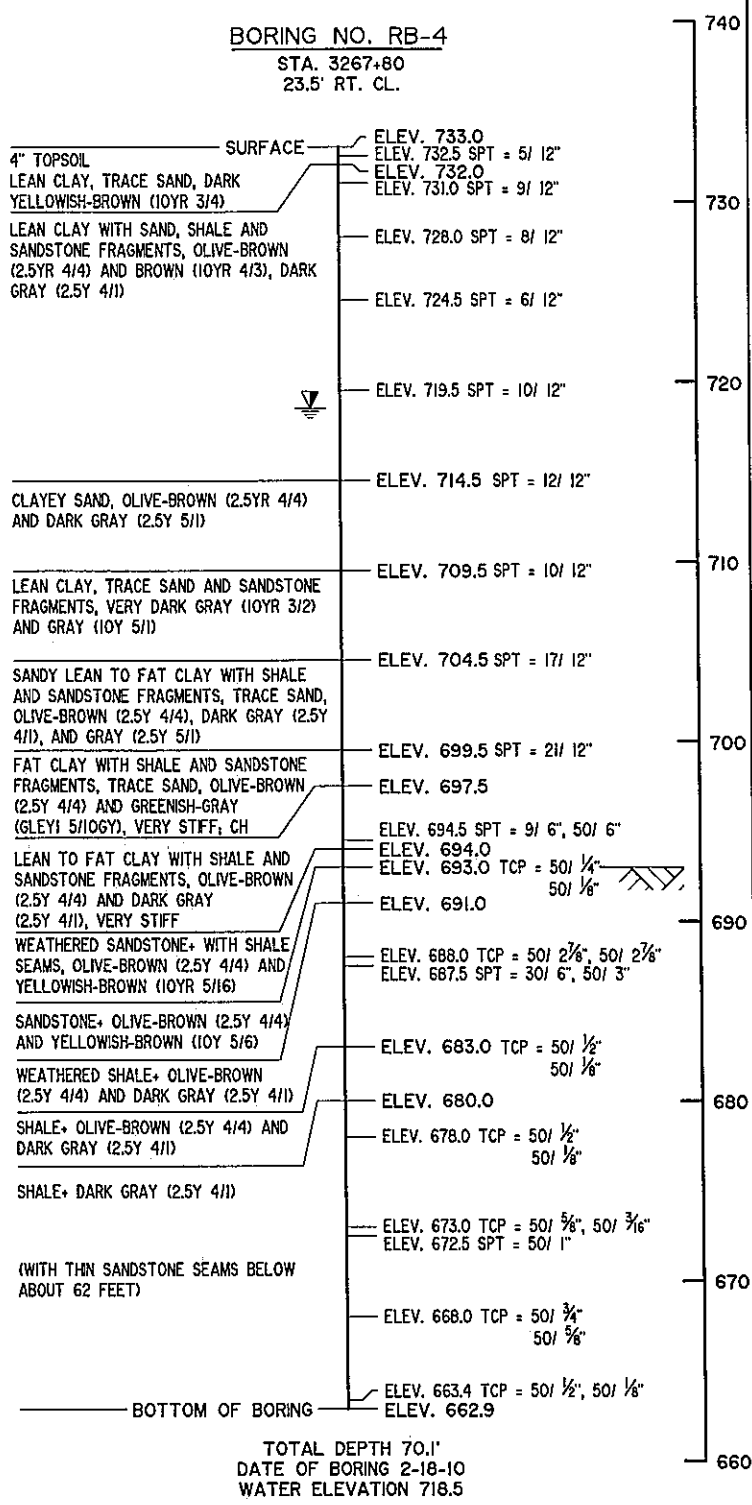 BORING NO. RB-4
STA. 3267+80
23.5' RT. CL.
740
SURFACE
ELEV. 733.0
ELEV. 732.5 SPT = 5/ 12"
4" TOPSOIL
ELEV. 732.0
LEAN CLAY, TRACE SAND, DARK
YELLOWISH-BROWN (10YR 3/4)
ELEV. 731.0 SPT = 9/ 12"
730
LEAN CLAY WITH SAND, SHALE AND
SANDSTONE FRAGMENTS, OLIVE-BROWN
(2.5YR 4/4) AND BROWN (10YR 4/3), DARK
GRAY (2.5Y 4/1)
ELEV. 728.0 SPT = 8/ 12"
ELEV. 724.5 SPT = 6/ 12"
720
ELEV. 719.5 SPT = 10/ 12"
ELEV. 714.5 SPT = 12/ 12"
CLAYEY SAND, OLIVE-BROWN (2.5YR 4/4)
AND DARK GRAY (2.5Y 5/1)
710
ELEV. 709.5 SPT = 10/ 12"
LEAN CLAY, TRACE SAND AND SANDSTONE
FRAGMENTS, VERY DARK GRAY (10YR 3/2)
AND GRAY (10Y 5/1)
ELEV. 704.5 SPT = 17/ 12"
SANDY LEAN TO FAT CLAY WITH SHALE
AND SANDSTONE FRAGMENTS, TRACE SAND,
OLIVE-BROWN (2.5Y 4/4), DARK GRAY (2.5Y
4/1), AND GRAY (2.5Y 5/1)
700
ELEV. 699.5 SPT = 21/ 12"
FAT CLAY WITH SHALE AND SANDSTONE
FRAGMENTS, TRACE SAND, OLIVE-BROWN
(2.5Y 4/4) AND GREENISH-GRAY
(GLEY1 5/10GY), VERY STIFF; CH
ELEV. 697.5
ELEV. 694.5 SPT = 9/ 6", 50/ 6"
ELEV. 694.0
LEAN TO FAT CLAY WITH SHALE AND
SANDSTONE FRAGMENTS, OLIVE-BROWN
(2.5Y 4/4) AND DARK GRAY
(2.5Y 4/1), VERY STIFF
ELEV. 693.0 TCP = 50/ 1/4"
50/ 1/8"
ELEV. 691.0
690
WEATHERED SANDSTONE+ WITH SHALE
SEAMS, OLIVE-BROWN (2.5Y 4/4) AND
YELLOWISH-BROWN (10YR 5/16)
ELEV. 688.0 TCP = 50/ 2 7/8", 50/ 2 7/8"
ELEV. 687.5 SPT = 30/ 6", 50/ 3"
SANDSTONE+ OLIVE-BROWN (2.5Y 4/4)
AND YELLOWISH-BROWN (10Y 5/6)
ELEV. 683.0 TCP = 50/ 1/2"
50/ 1/8"
WEATHERED SHALE+ OLIVE-BROWN
(2.5Y 4/4) AND DARK GRAY (2.5Y 4/1)
ELEV. 680.0
680
SHALE+ OLIVE-BROWN (2.5Y 4/4) AND
DARK GRAY (2.5Y 4/1)
ELEV. 678.0 TCP = 50/ 1/2"
50/ 1/8"
SHALE+ DARK GRAY (2.5Y 4/1)
ELEV. 673.0 TCP = 50/ 5/8", 50/ 3/16"
ELEV. 672.5 SPT = 50/ 1"
(WITH THIN SANDSTONE SEAMS BELOW
ABOUT 62 FEET)
670
ELEV. 668.0 TCP = 50/ 3/4"
50/ 5/8"
ELEV. 663.4 TCP = 50/ 1/2", 50/ 1/8"
BOTTOM OF BORING
ELEV. 662.9
660
TOTAL DEPTH 70.1'
DATE OF BORING 2-18-10
WATER ELEVATION 718.5